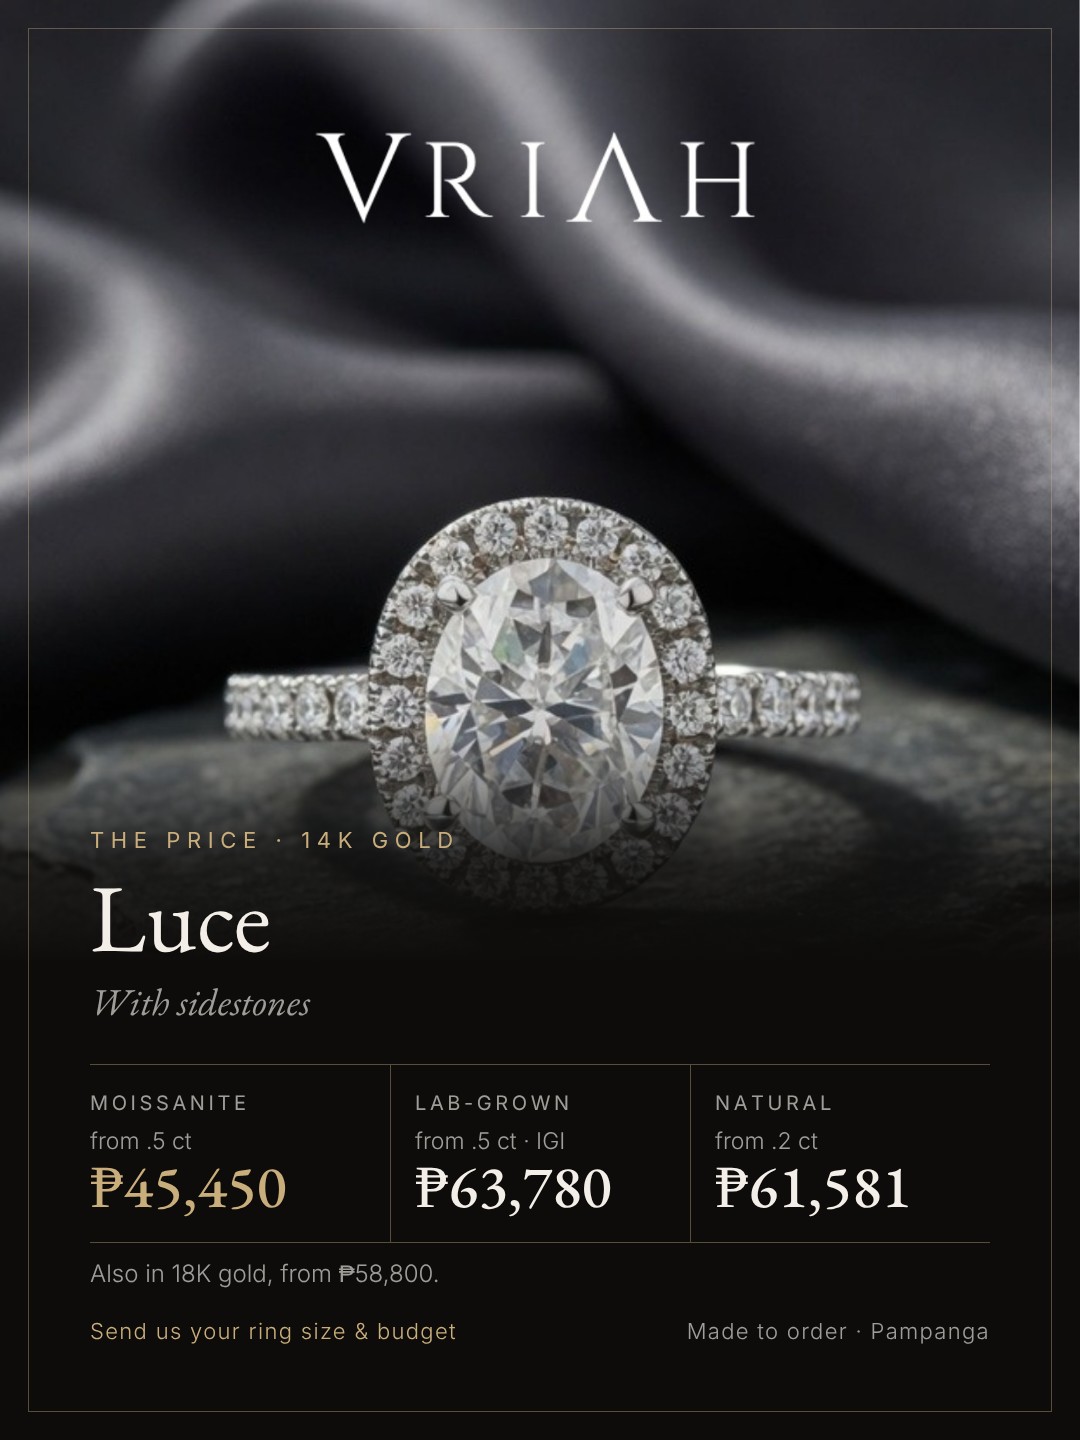 VRIAH
THE PRICE · 14K GOLD
Luce
With sidestones
MOISSANITE
from .5 ct
₱45,450
LAB-GROWN
from .5 ct · IGI
₱63,780
NATURAL
from .2 ct
₱61,581
Also in 18K gold, from ₱58,800.
Send us your ring size & budget
Made to order · Pampanga